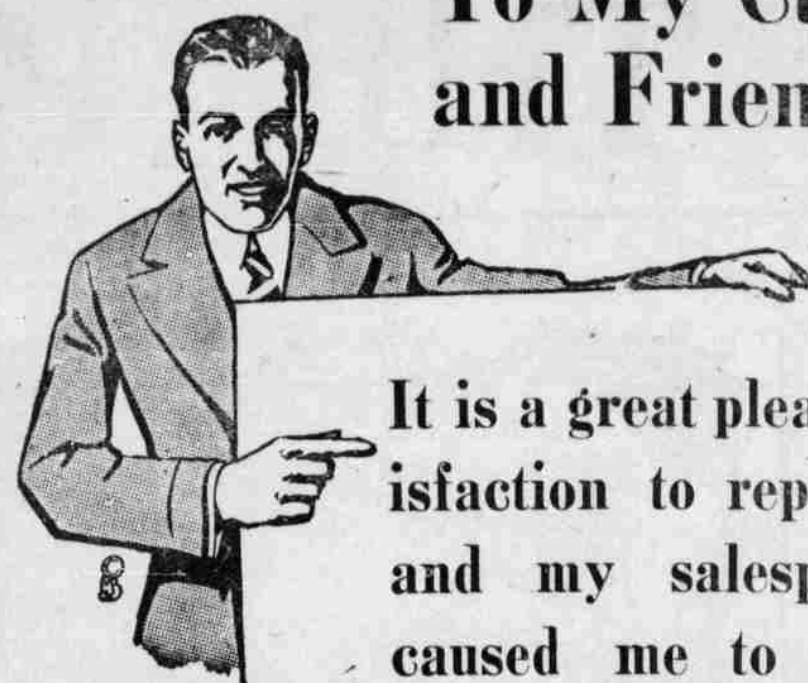 To My
and Frien
It is a great plea
isfaction to rep
and my salesp
caused me to